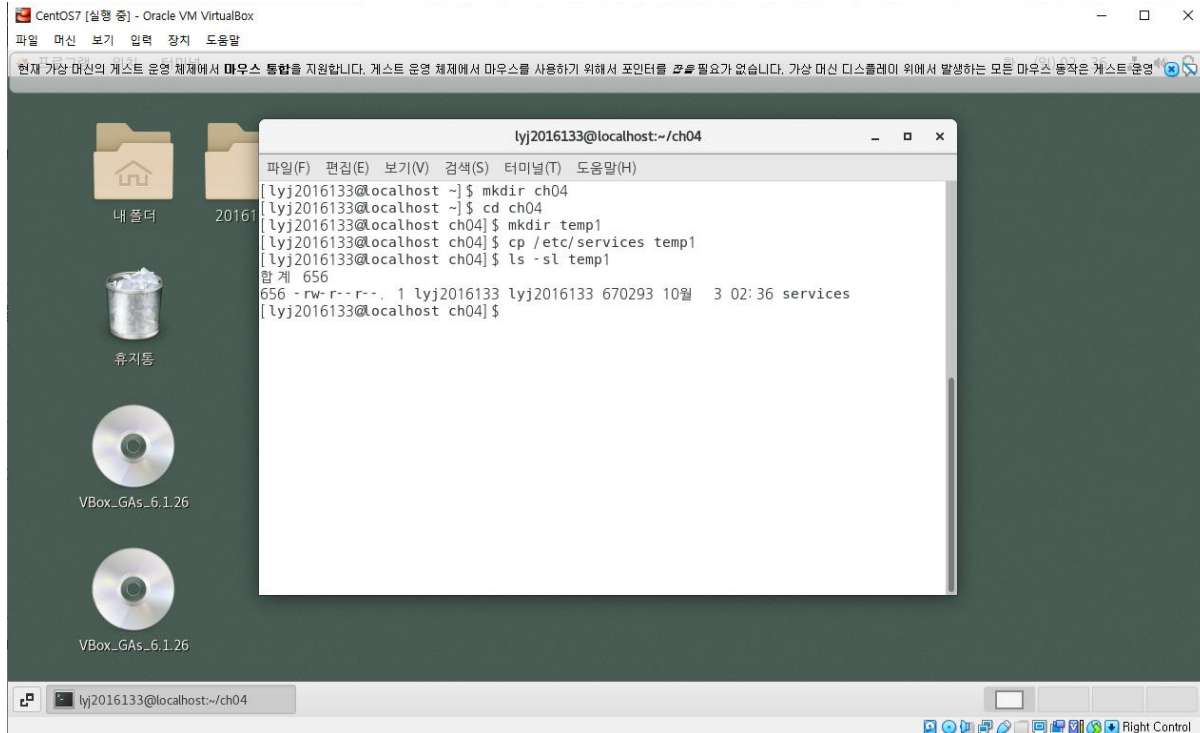 CentOS7 [실행 중] - Oracle VM VirtualBox
파일 머신 보기 입력 장치 도움말
현재 가상 머신의 게스트 운영 체제에서 마우스 통합을 지원합니다. 게스트 운영 체제에서 마우스를 사용하기 위해서 포인터를 잡을 필요가 없습니다. 가상 머신 디스플레이 위에서 발생하는 모든 마우스 동작은 게스트 운영
lyj2016133@localhost:~/ch04
파일(F) 편집(E) 보기(V) 검색(S) 터미널(T) 도움말(H)
[lyj2016133@localhost ~]$ mkdir ch04
[lyj2016133@localhost ~]$ cd ch04
[lyj2016133@localhost ch04]$ mkdir temp1
[lyj2016133@localhost ch04]$ cp /etc/services temp1
[lyj2016133@localhost ch04]$ ls -sl temp1
합계 656
656 -rw-r--r--. 1 lyj2016133 lyj2016133 670293 10월 3 02:36 services
[lyj2016133@localhost ch04]$
내 폴더
20161
휴지통
VBox_GAs_6.1.26
VBox_GAs_6.1.26
lyj2016133@localhost:~/ch04
Right Control